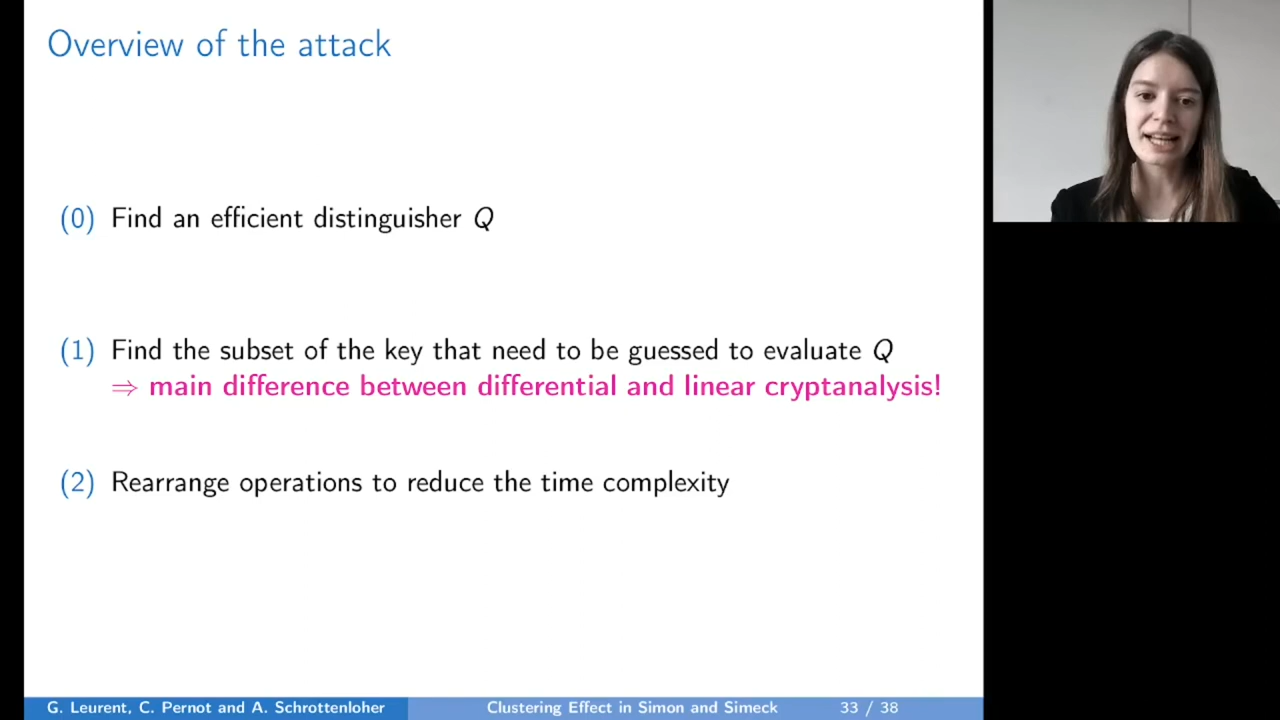 Overview of the attack
(0) Find an efficient distinguisher Q
(1) Find the subset of the key that need to be guessed to evaluate Q
⇒ main difference between differential and linear cryptanalysis!
(2) Rearrange operations to reduce the time complexity
G. Leurent, C. Pernot and A. Schrottenloher Clustering Effect in Simon and Simeck 33 / 38